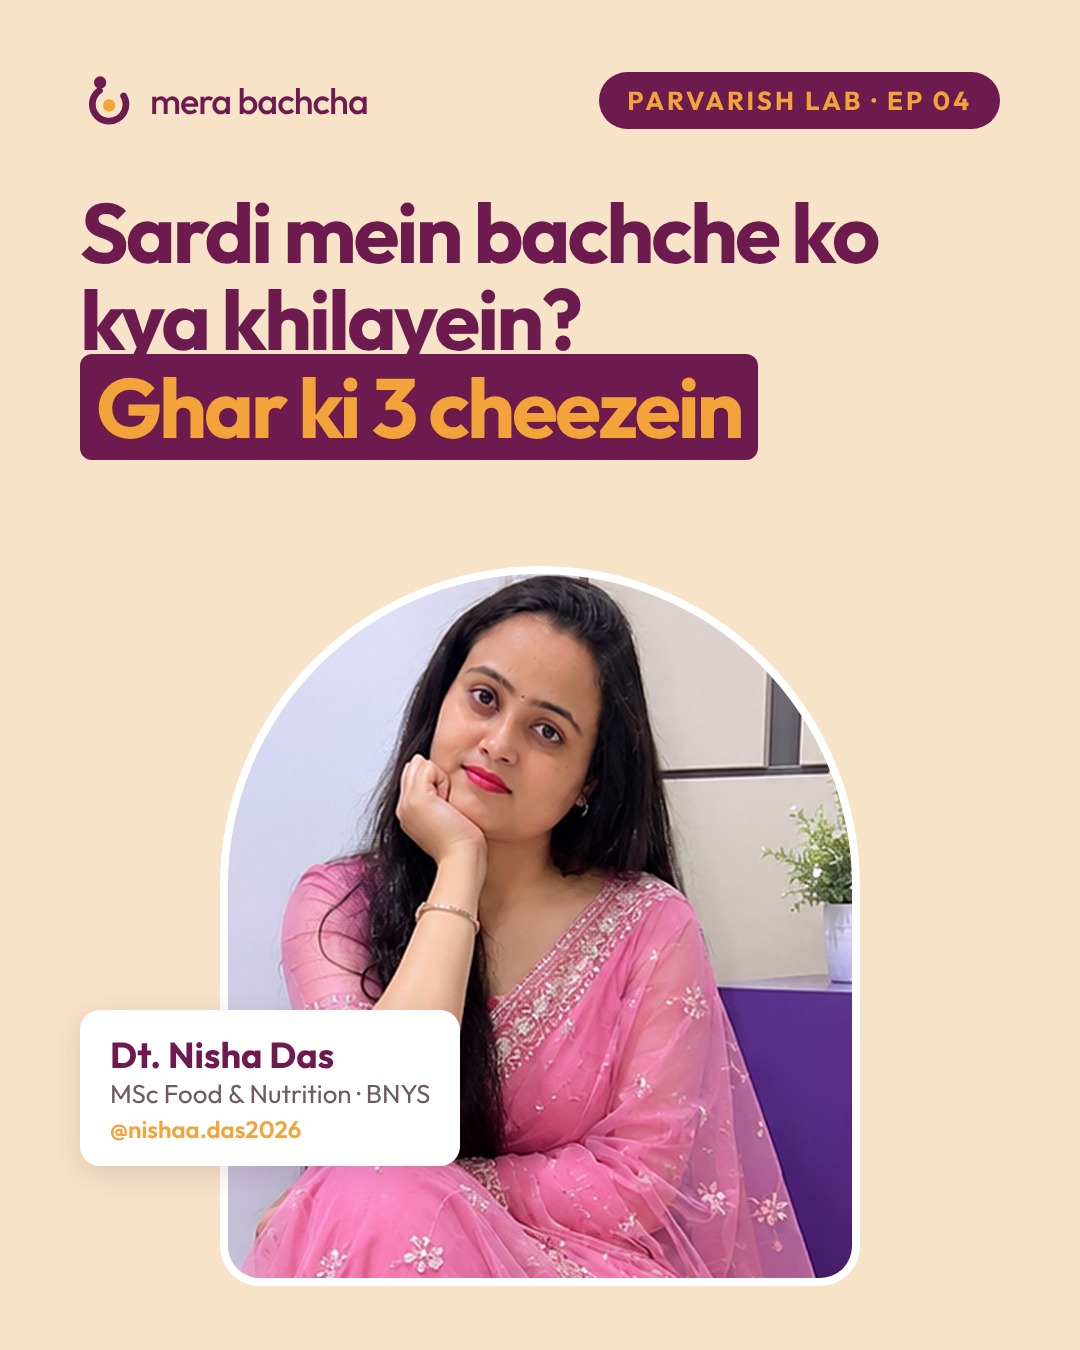 mera bachcha
PARVARISH LAB · EP 04
Sardi mein bachche ko
kya khilayein?
Ghar ki 3 cheezein
Dt. Nisha Das
MSc Food & Nutrition · BNYS
@nishaa.das2026